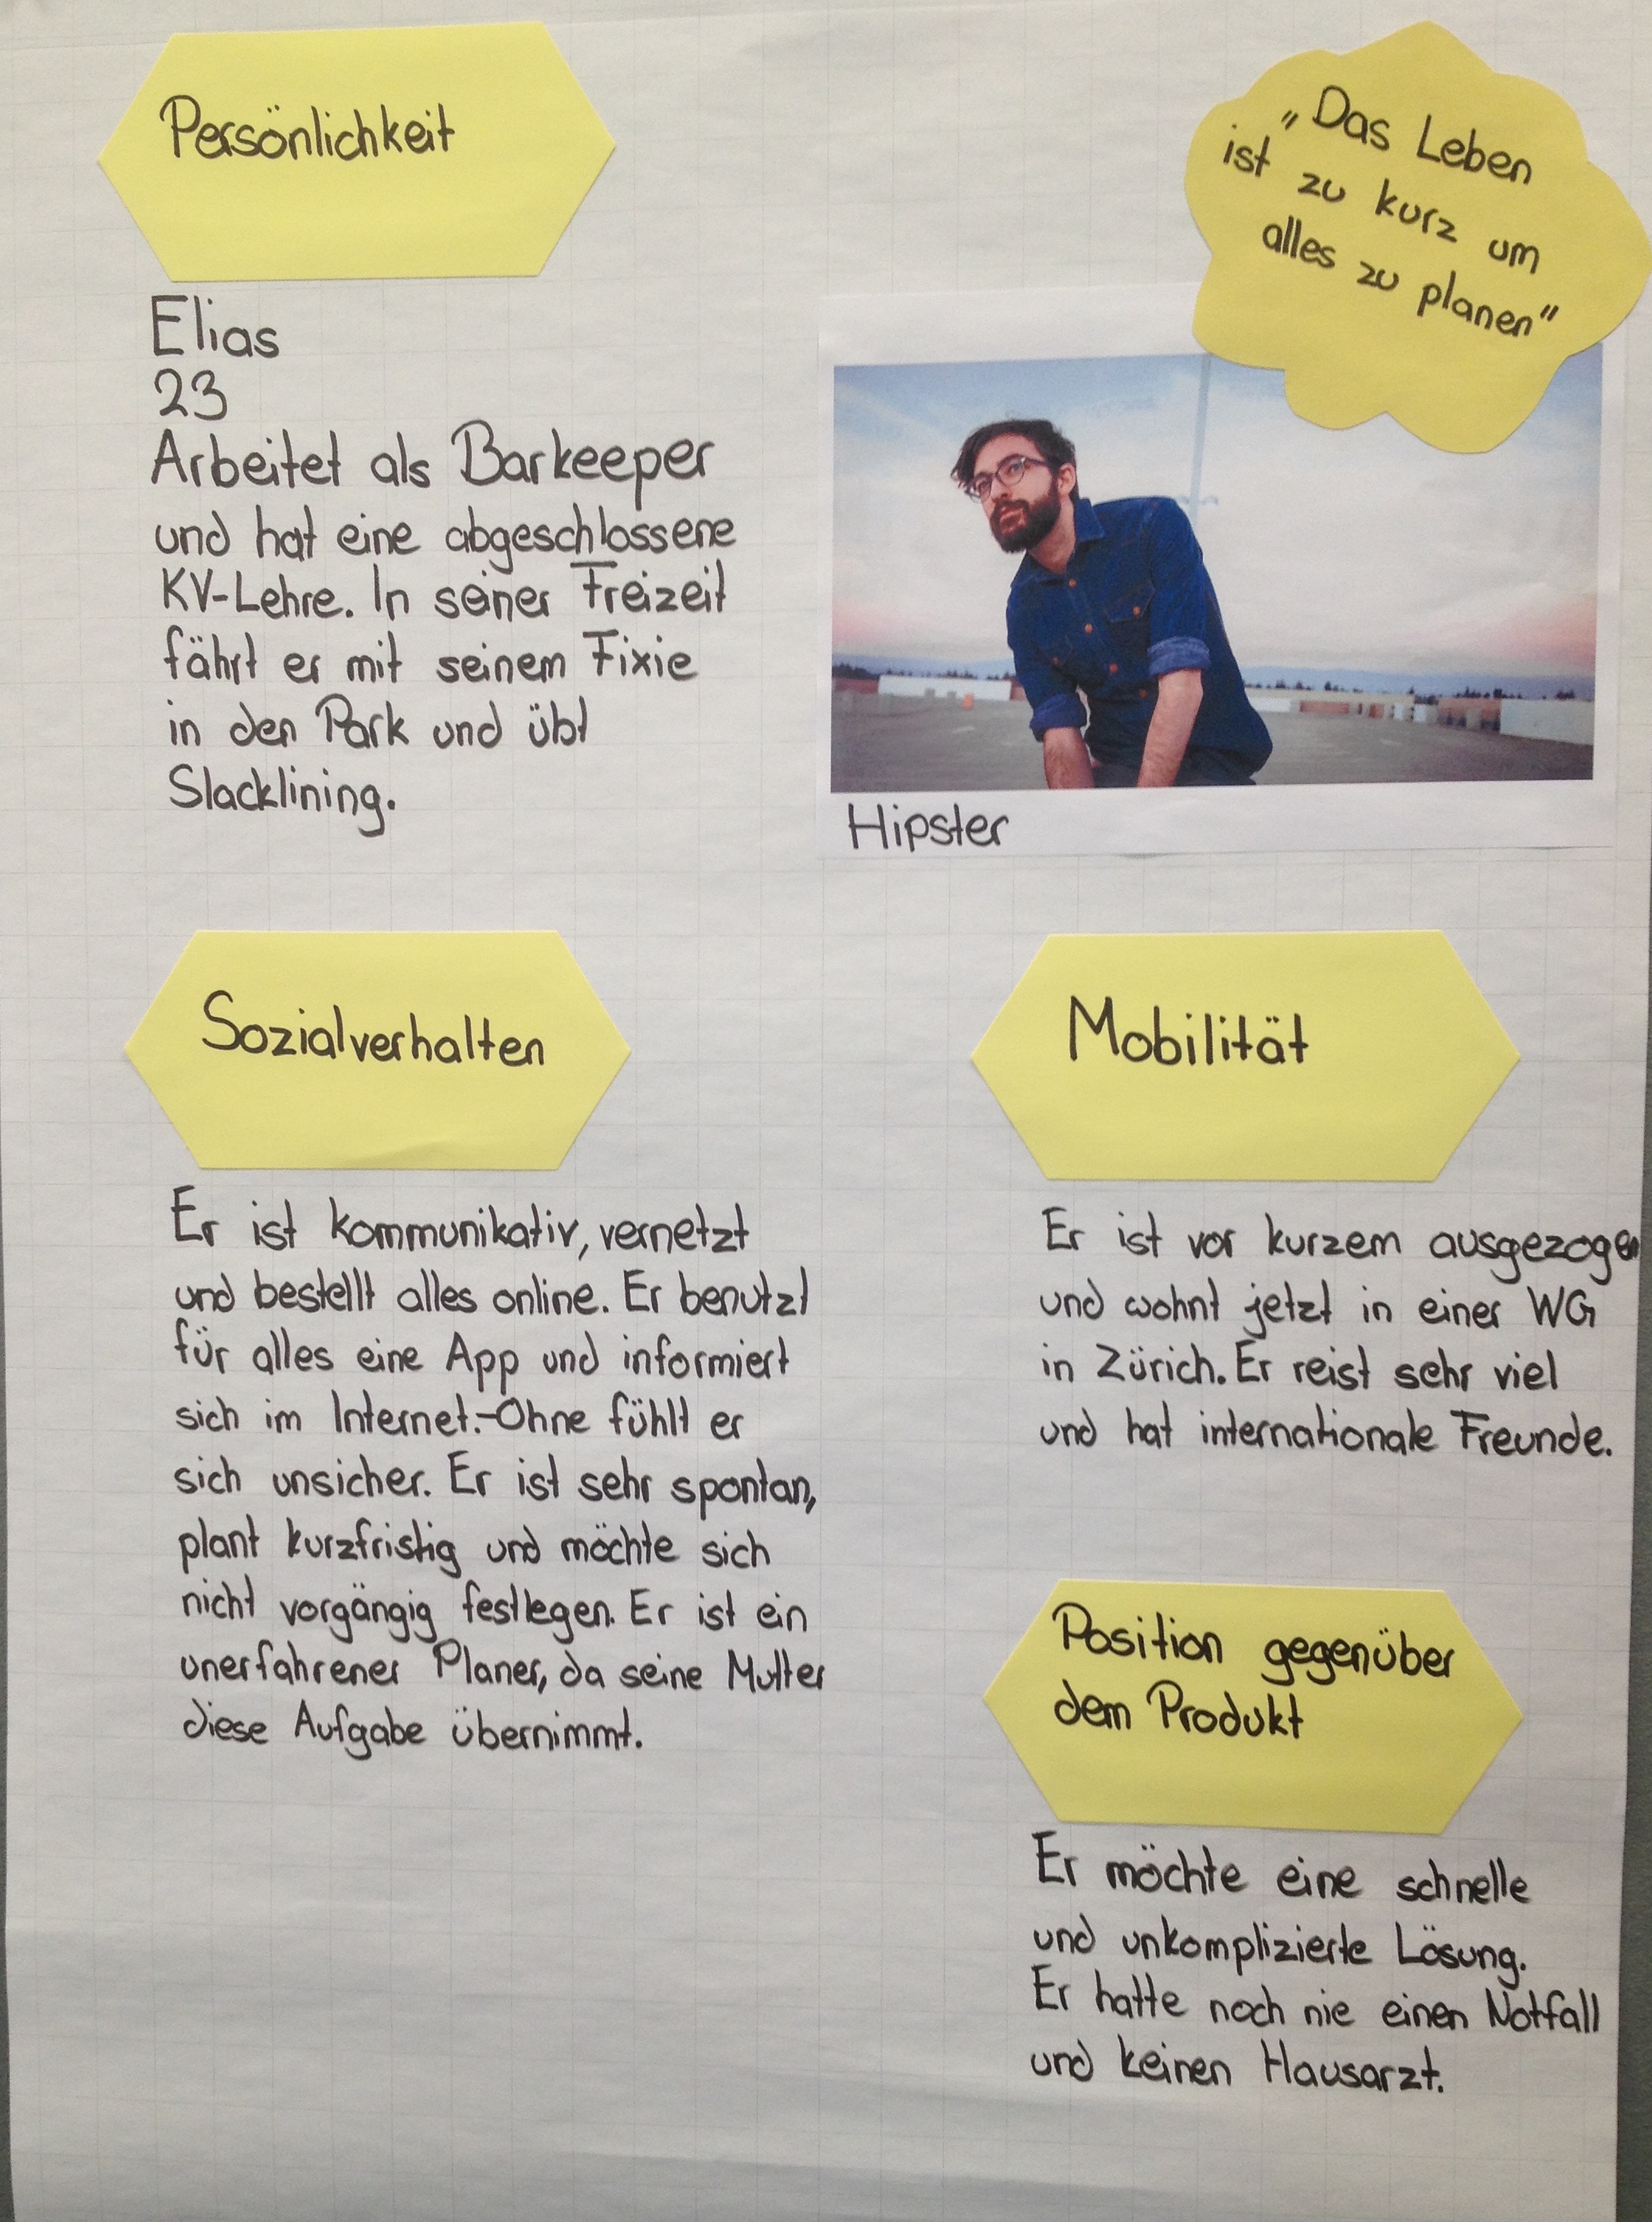 Persönlichkeit
Elias
23
Arbeitet als Barkeeper
und hat eine abgeschlossene
KV-Lehre. In seiner Freizeit
fährt er mit seinem Fixie
in den Park und übt
Slacklining.
„Das Leben
ist zu kurz um
alles zu planen"
Hipster
Sozialverhalten
Er ist kommunikativ, vernetzt
und bestellt alles online. Er benutzt
für alles eine App und informiert
sich im Internet.-Ohne fühlt er
sich unsicher. Er ist sehr spontan,
plant kurzfristig und möchte sich
nicht vorgängig festlegen. Er ist ein
unerfahrener Planer, da seine Mutter
diese Aufgabe übernimmt.
Mobilität
Er ist vor kurzem ausgezogen
und wohnt jetzt in einer WG
in Zürich. Er reist sehr viel
und hat internationale Freunde.
Position gegenüber
dem Produkt
Er möchte eine schnelle
und unkomplizierte Lösung.
Er hatte noch nie einen Notfall
und keinen Hausarzt.